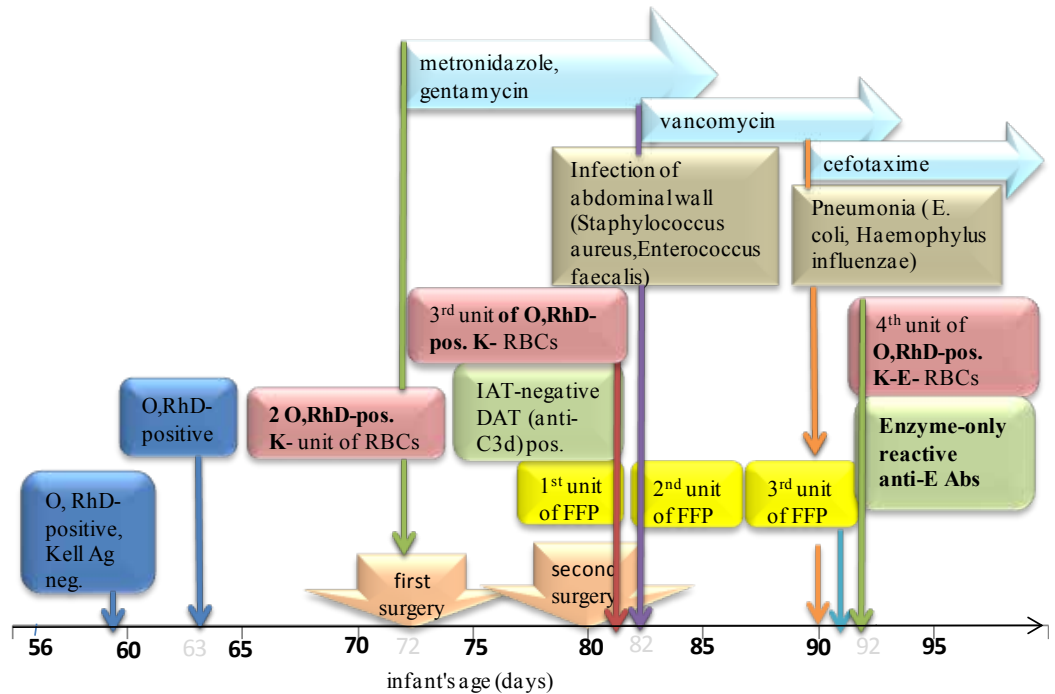 metronidazole,
gentamycin
vancomycin
cefotaxime
Infection of
abdominal wall
(Staphylococcus
aureus,Enterococcus
faecalis)
Pneumonia ( E.
coli, Haemophylus
influenzae)
3rd unit of O,RhD-
pos. K- RBCs
4th unit of
O,RhD-pos.
K-E- RBCs
O,RhD-
positive
2 O,RhD-pos.
K- unit of RBCs
IAT-negative
DAT (anti-
C3d) pos.
Enzyme-only
reactive
anti-E Abs
O, RhD-
positive,
Kell Ag
neg.
1st unit
of FFP
2nd unit
of FFP
3rd unit
of FFP
first
surgery
second
surgery
56 60 63 65 70 72 75 80 82 85 90 92 95
infant's age (days)